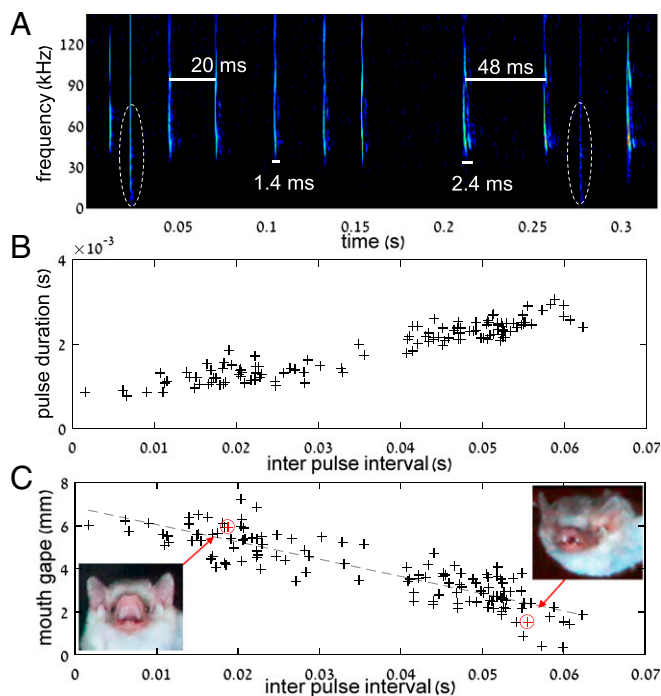 A
frequency (kHz)
120
90
60
30
0
20 ms
48 ms
1.4 ms
2.4 ms
0.05
0.1
0.15
0.2
0.25
0.3
time (s)
B
×10⁻³
pulse duration (s)
4
2
0
0
0.01
0.02
0.03
0.04
0.05
0.06
0.07
inter pulse interval (s)
C
mouth gape (mm)
8
6
4
2
0
0
0.01
0.02
0.03
0.04
0.05
0.06
0.07
inter pulse interval (s)